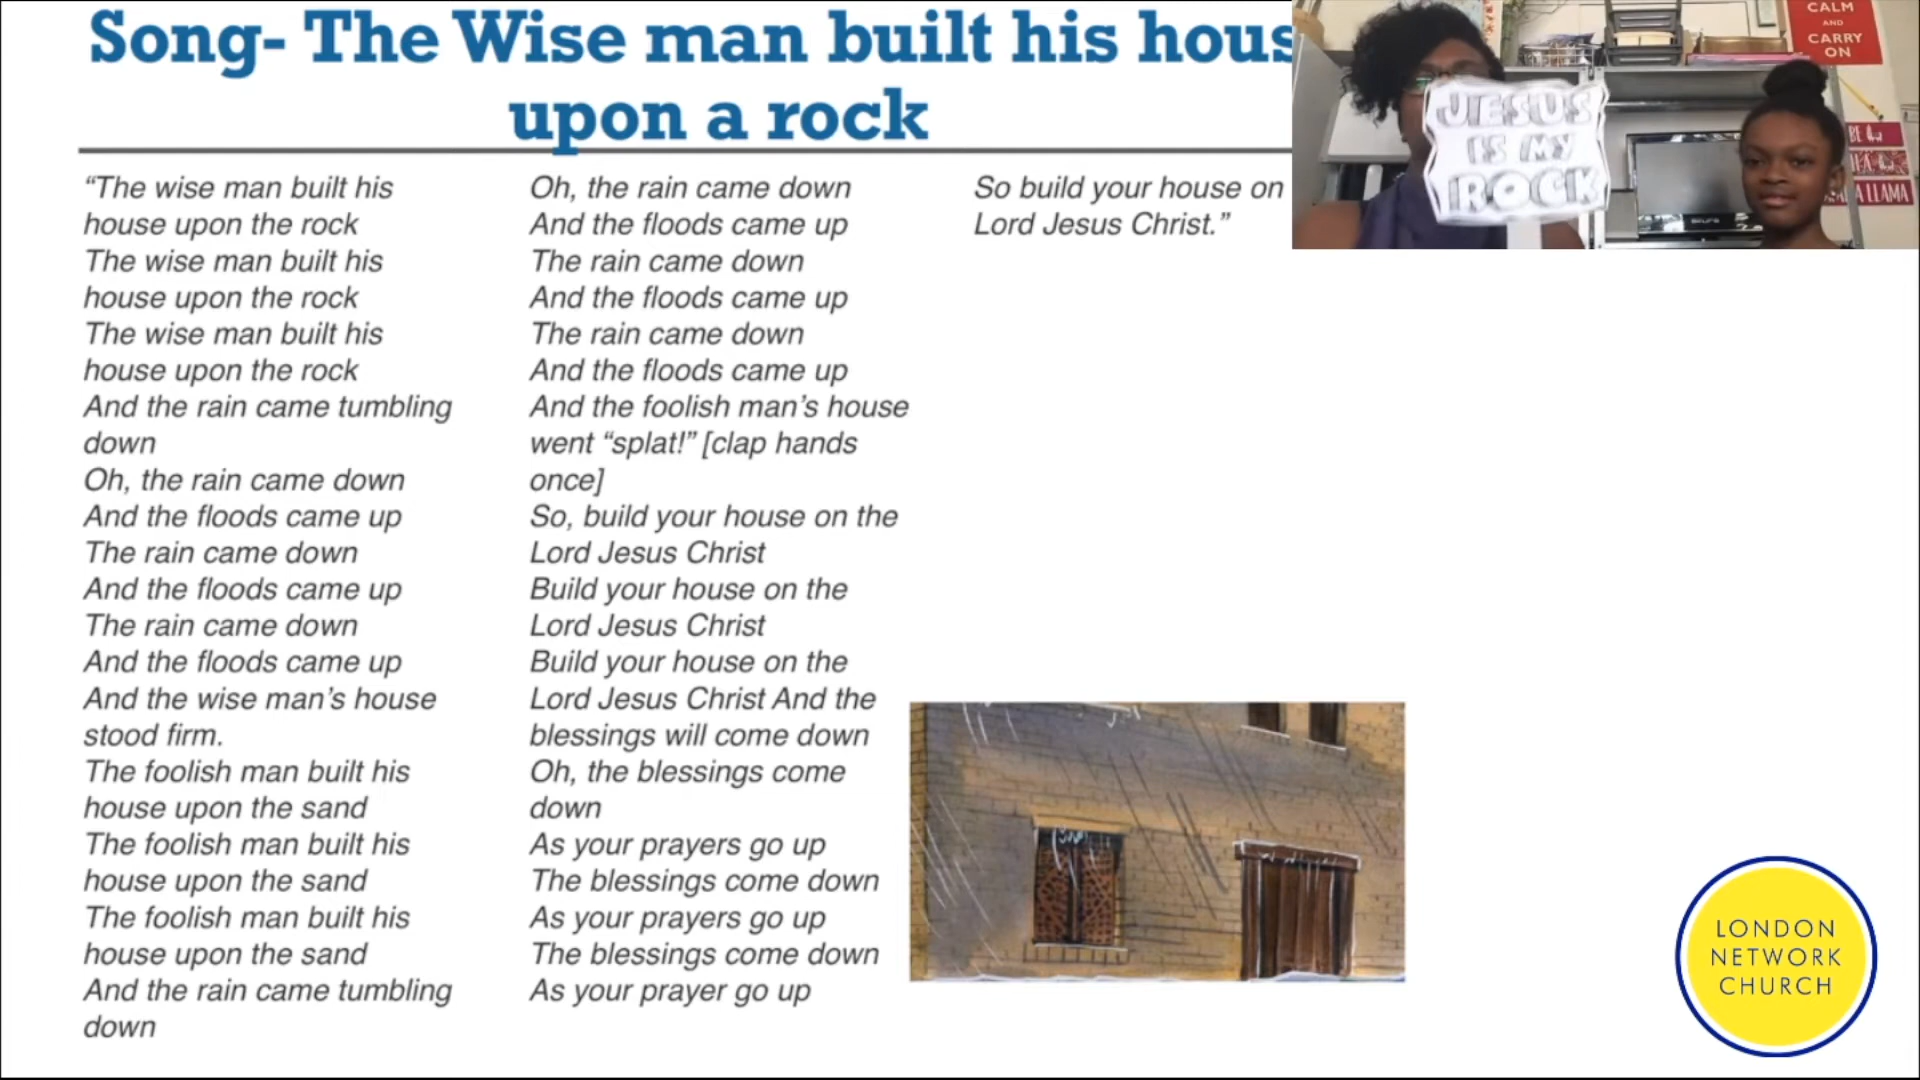 Song- The Wise man built his hous
upon a rock
“The wise man built his
house upon the rock
The wise man built his
house upon the rock
The wise man built his
house upon the rock
And the rain came tumbling
down
Oh, the rain came down
And the floods came up
The rain came down
And the floods came up
The rain came down
And the floods came up
And the wise man’s house
stood firm.
The foolish man built his
house upon the sand
The foolish man built his
house upon the sand
The foolish man built his
house upon the sand
And the rain came tumbling
down
Oh, the rain came down
And the floods came up
The rain came down
And the floods came up
The rain came down
And the floods came up
And the foolish man’s house
went “splat!” [clap hands
once]
So, build your house on the
Lord Jesus Christ
Build your house on the
Lord Jesus Christ
Build your house on the
Lord Jesus Christ And the
blessings will come down
Oh, the blessings come
down
As your prayers go up
The blessings come down
As your prayers go up
The blessings come down
As your prayer go up
So build your house on
Lord Jesus Christ.”
JESUS
IS MY
ROCK
CALM
AND
CARRY
ON
BE
LLAMA
LONDON
NETWORK
CHURCH